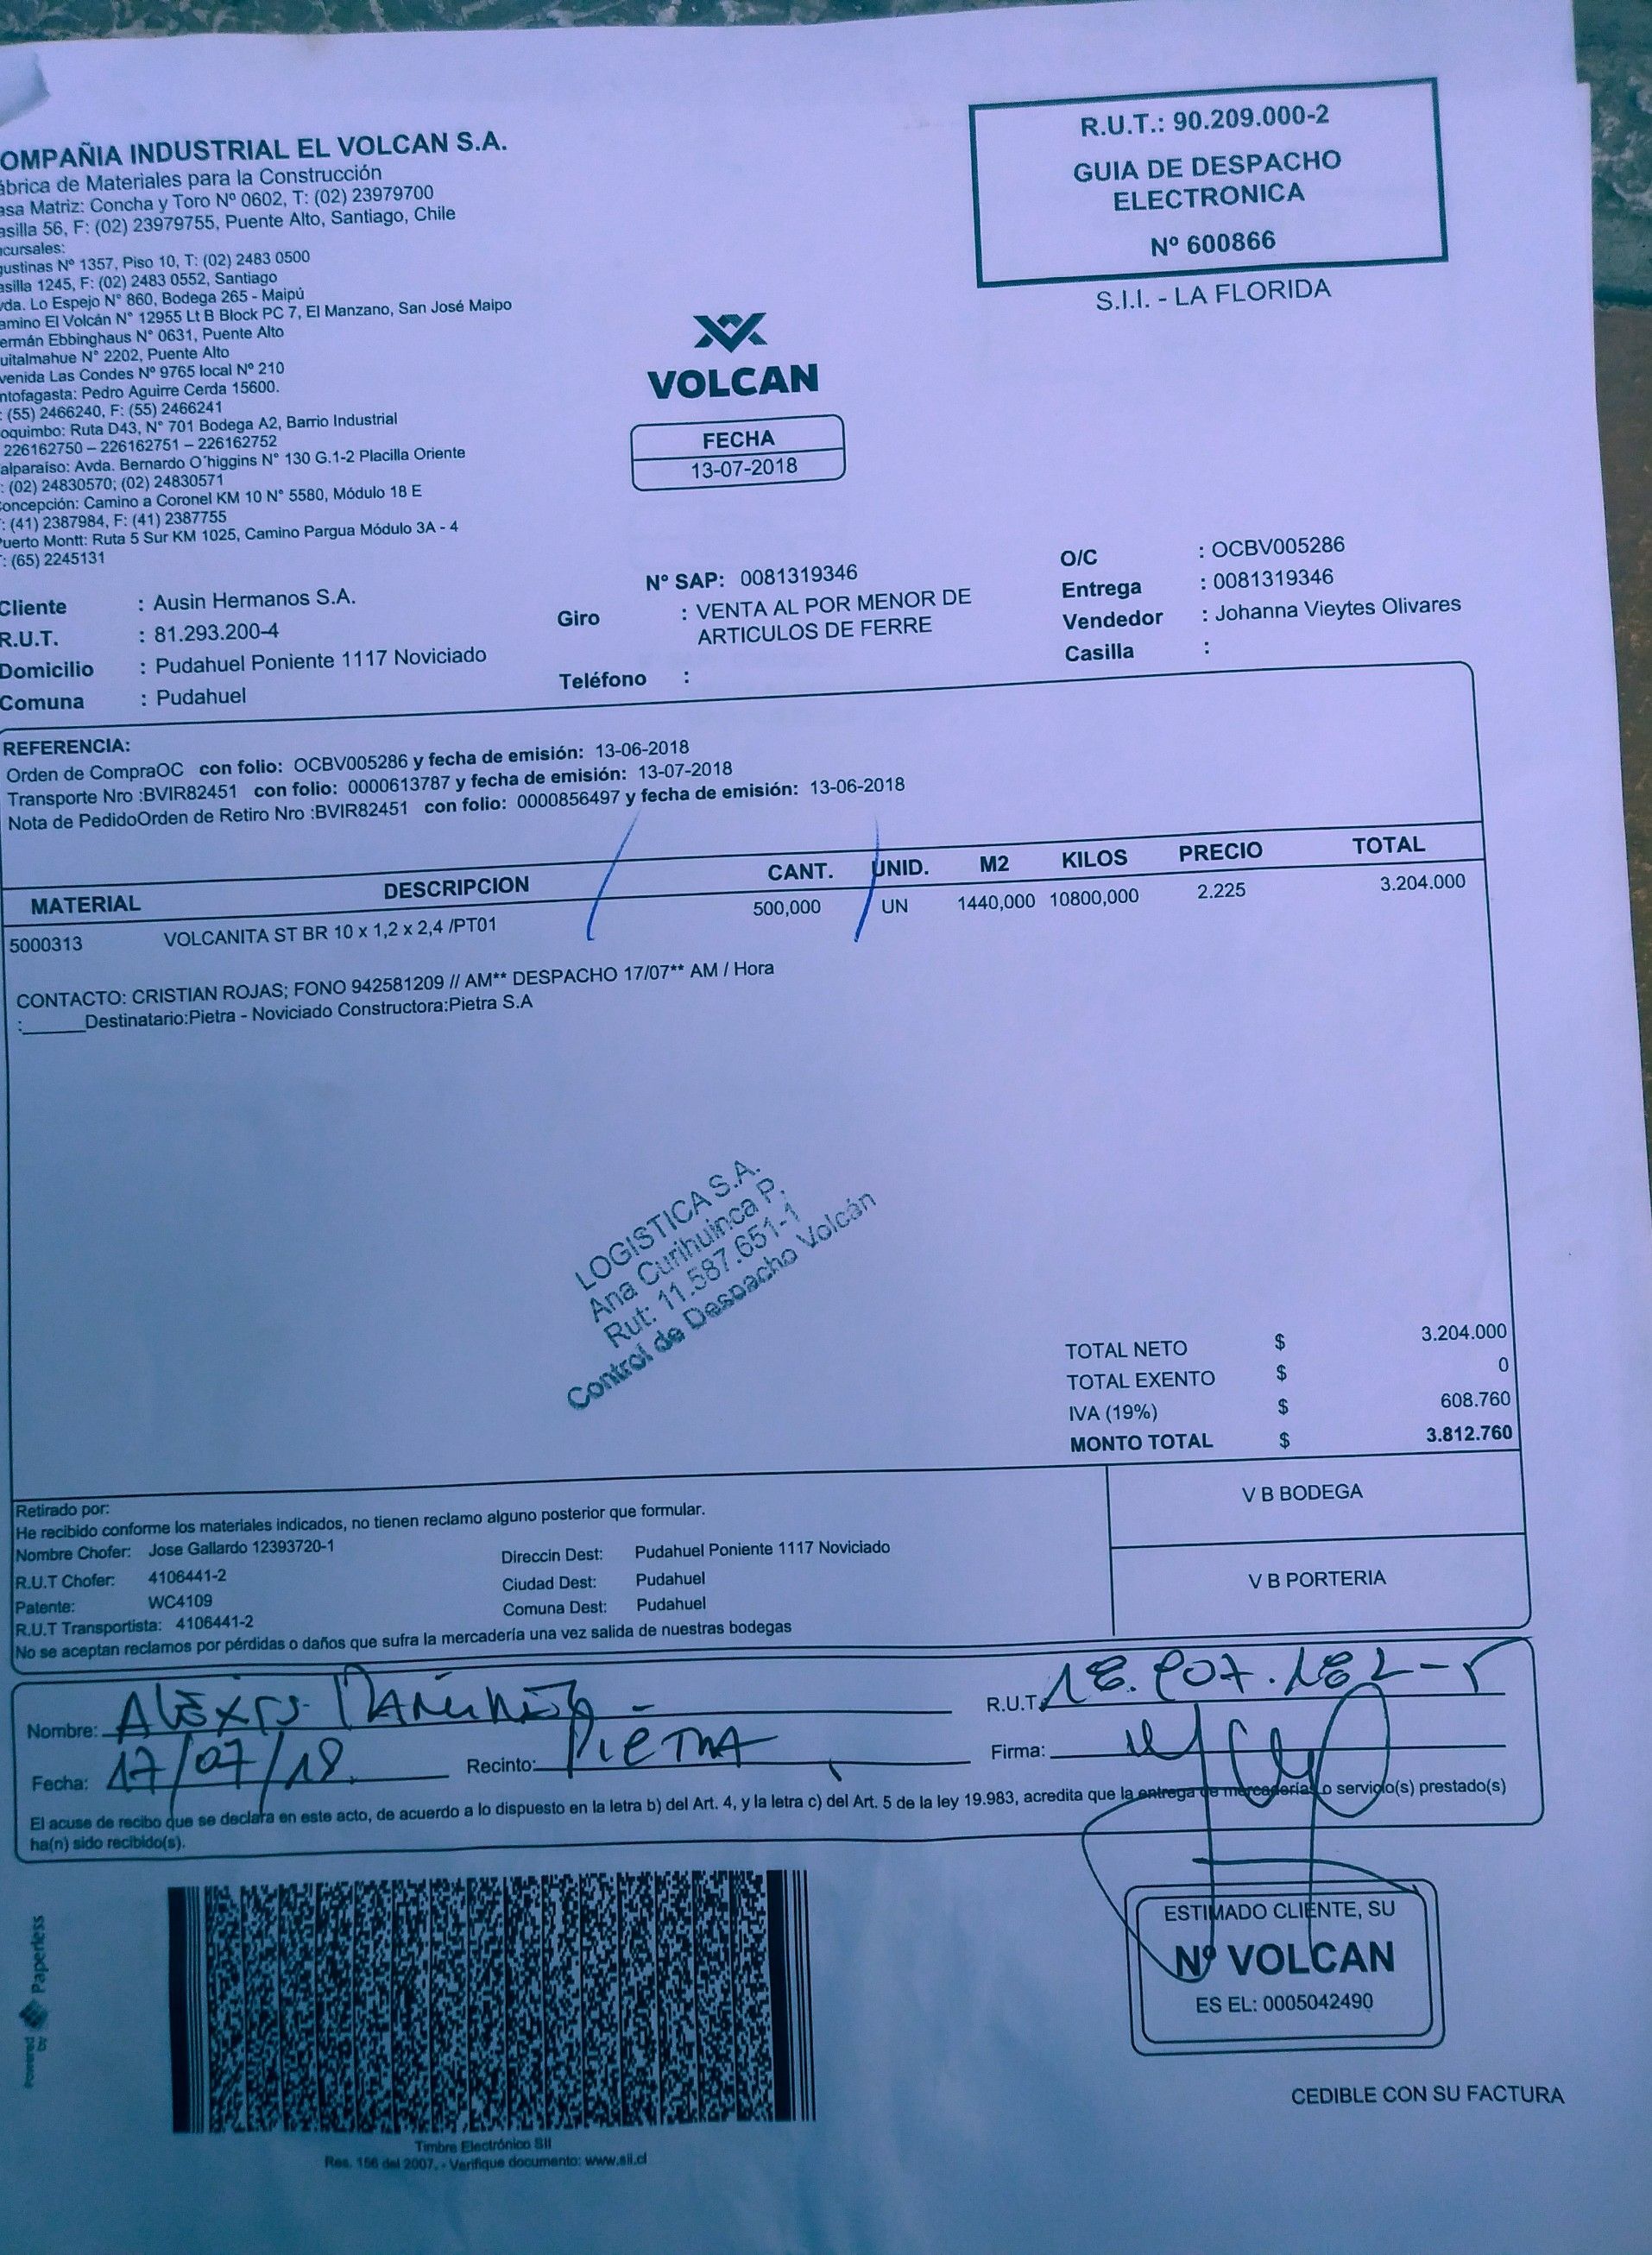 OMPAÑIA INDUSTRIAL EL VOLCAN S.A.
ábrica de Materiales para la Construcción
asa Matriz: Concha y Toro Nº 0602, T: (02) 23979700
asilla 56, F: (02) 23979755, Puente Alto, Santiago, Chile
cursales:
gustinas Nº 1357, Piso 10, T: (02) 2483 0500
asilla 1245, F: (02) 2483 0552, Santiago
vda. Lo Espejo N° 860, Bodega 265 - Maipú
amino El Volcán N° 12955 Lt B Block PC 7, El Manzano, San José Maipo
ermán Ebbinghaus N° 0631, Puente Alto
uitalmahue N° 2202, Puente Alto
venida Las Condes Nº 9765 local Nº 210
ntofagasta: Pedro Aguirre Cerda 15600.
: (55) 2466240, F: (55) 2466241
oquimbo: Ruta D43, N° 701 Bodega A2, Barrio Industrial
226162750 – 226162751 – 226162752
alparaiso: Avda. Bernardo O´higgins N° 130 G.1-2 Placilla Oriente
: (02) 24830570; (02) 24830571
oncepción: Camino a Coronel KM 10 N° 5580, Módulo 18 E
: (41) 2387984, F: (41) 2387755
uerto Montt: Ruta 5 Sur KM 1025, Camino Pargua Módulo 3A - 4
: (65) 2245131
R.U.T.: 90.209.000-2
GUIA DE DESPACHO
ELECTRONICA
Nº 600866
S.I.I. - LA FLORIDA
VOLCAN
FECHA
13-07-2018
Cliente : Ausin Hermanos S.A.
R.U.T. : 81.293.200-4
Domicilio : Pudahuel Poniente 1117 Noviciado
Comuna : Pudahuel
N° SAP: 0081319346
Giro : VENTA AL POR MENOR DE
ARTICULOS DE FERRE
Teléfono :
O/C : OCBV005286
Entrega : 0081319346
Vendedor : Johanna Vieytes Olivares
Casilla :
REFERENCIA:
Orden de CompraOC con folio: OCBV005286 y fecha de emisión: 13-06-2018
Transporte Nro :BVIR82451 con folio: 0000613787 y fecha de emisión: 13-07-2018
Nota de PedidoOrden de Retiro Nro :BVIR82451 con folio: 0000856497 y fecha de emisión: 13-06-2018
MATERIAL DESCRIPCION CANT. UNID. M2 KILOS PRECIO TOTAL
5000313 VOLCANITA ST BR 10 x 1,2 x 2,4 /PT01 500,000 UN 1440,000 10800,000 2.225 3.204.000
CONTACTO: CRISTIAN ROJAS; FONO 942581209 // AM** DESPACHO 17/07** AM / Hora
:______Destinatario:Pietra - Noviciado Constructora:Pietra S.A
LOGISTICA S.A.
Ana Curihuinca P.
Rut: 11.587.651-1
Control de Despacho Volcán
TOTAL NETO $ 3.204.000
TOTAL EXENTO $ 0
IVA (19%) $ 608.760
MONTO TOTAL $ 3.812.760
Retirado por:
He recibido conforme los materiales indicados, no tienen reclamo alguno posterior que formular.
Nombre Chofer: Jose Gallardo 12393720-1
R.U.T Chofer: 4106441-2
Patente: WC4109
R.U.T Transportista: 4106441-2
Direccin Dest: Pudahuel Poniente 1117 Noviciado
Ciudad Dest: Pudahuel
Comuna Dest: Pudahuel
No se aceptan reclamos por pérdidas o daños que sufra la mercadería una vez salida de nuestras bodegas
V B BODEGA
V B PORTERIA
Nombre: Alexis
R.U.T
Fecha: 17/07/18
Recinto: Pietra
Firma:
El acuse de recibo que se declara en este acto, de acuerdo a lo dispuesto en la letra b) del Art. 4, y la letra c) del Art. 5 de la ley 19.983, acredita que la entrega de mercaderías o servicio(s) prestado(s)
ha(n) sido recibido(s).
Powered by Paperless
Timbre Electrónico SII
Res. 156 del 2007. - Verifique documento: www.sii.cl
ESTIMADO CLIENTE, SU
Nº VOLCAN
ES EL: 0005042490
CEDIBLE CON SU FACTURA